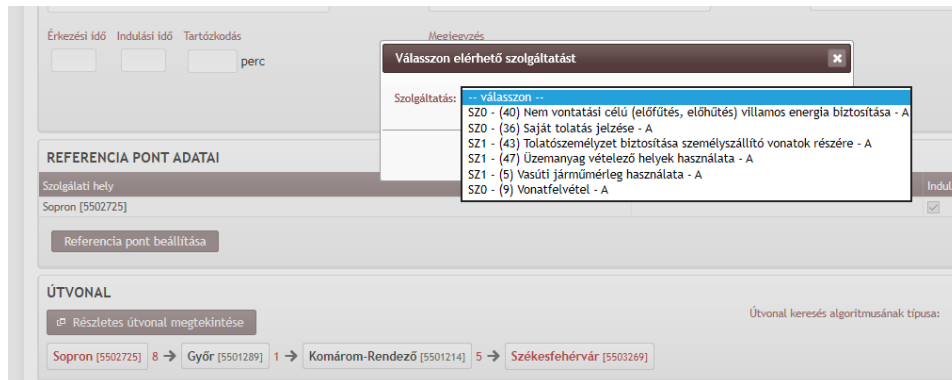 Érkezési idő Indulási idő Tartózkodás Megjegyzés
perc
Válasszon elérhető szolgáltatást
Szolgáltatás: -- válasszon --
SZ0 - (40) Nem vontatási célú (előfűtés, előhűtés) villamos energia biztosítása - A
SZ0 - (36) Saját tolatás jelzése - A
SZ1 - (43) Tolatószemélyzet biztosítása személyszállító vonatok részére - A
SZ1 - (47) Üzemanyag vételező helyek használata - A
SZ1 - (5) Vasúti járműmérleg használata - A
SZ0 - (9) Vonatfelvétel - A
REFERENCIA PONT ADATAI
Szolgálati hely Indul
Sopron [5502725]
Referencia pont beállítása
ÚTVONAL
Részletes útvonal megtekintése Útvonal keresés algoritmusának típusa:
Sopron [5502725] 8 → Győr [5501289] 1 → Komárom-Rendező [5501214] 5 → Székesfehérvár [5503269]